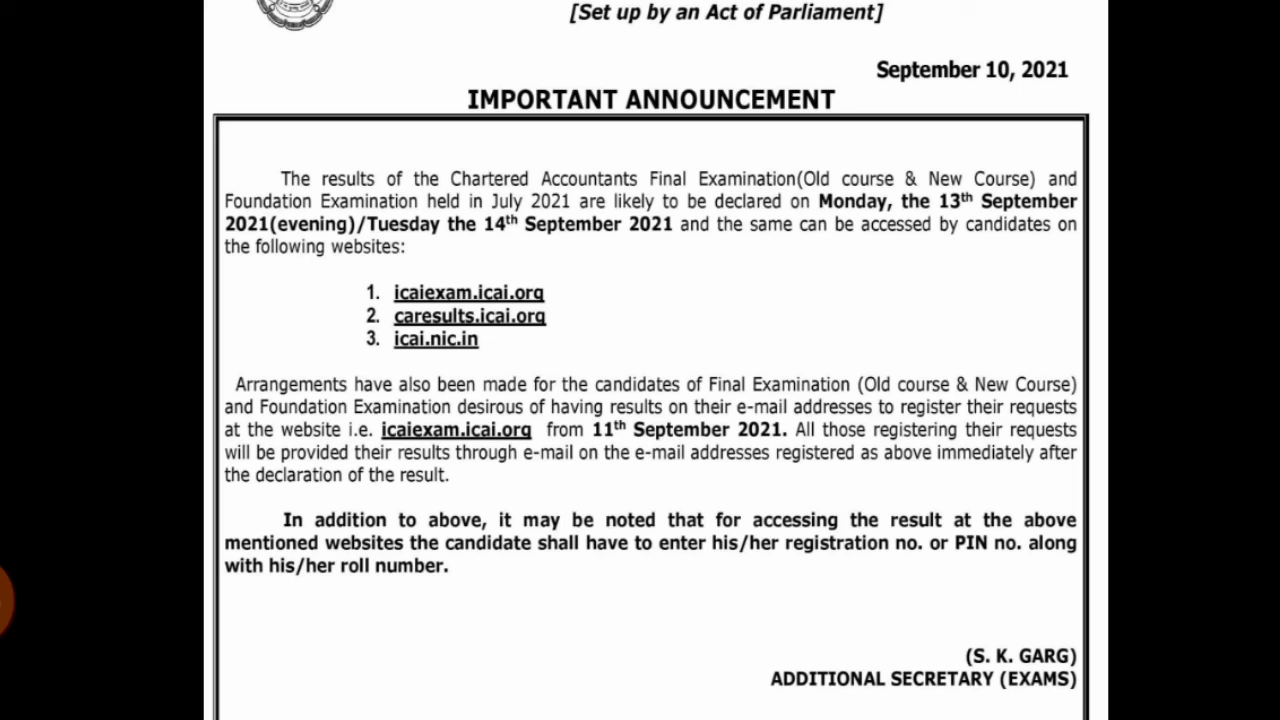 [Set up by an Act of Parliament]
September 10, 2021
IMPORTANT ANNOUNCEMENT
The results of the Chartered Accountants Final Examination(Old course & New Course) and
Foundation Examination held in July 2021 are likely to be declared on Monday, the 13th September
2021(evening)/Tuesday the 14th September 2021 and the same can be accessed by candidates on
the following websites:
1. icaiexam.icai.org
2. caresults.icai.org
3. icai.nic.in
Arrangements have also been made for the candidates of Final Examination (Old course & New Course)
and Foundation Examination desirous of having results on their e-mail addresses to register their requests
at the website i.e. icaiexam.icai.org from 11th September 2021. All those registering their requests
will be provided their results through e-mail on the e-mail addresses registered as above immediately after
the declaration of the result.
In addition to above, it may be noted that for accessing the result at the above
mentioned websites the candidate shall have to enter his/her registration no. or PIN no. along
with his/her roll number.
(S. K. GARG)
ADDITIONAL SECRETARY (EXAMS)